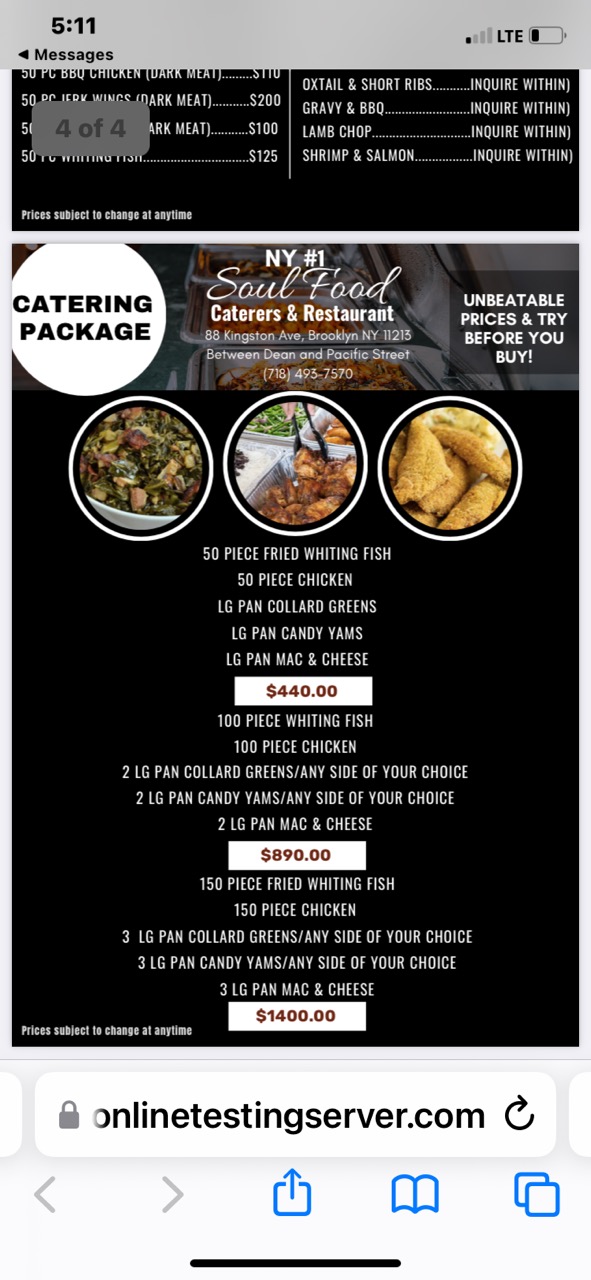 5:11
LTE
◀ Messages
50 PC BBQ CHICKEN (DARK MEAT).........$110
50 PC JERK WINGS (DARK MEAT)..........$200
ARK MEAT)..........$100
50 PC WHITING FISH............................$125
4 of 4
OXTAIL & SHORT RIBS..........INQUIRE WITHIN)
GRAVY & BBQ......................INQUIRE WITHIN)
LAMB CHOP.........................INQUIRE WITHIN)
SHRIMP & SALMON................INQUIRE WITHIN)
Prices subject to change at anytime
CATERING
PACKAGE
NY #1
Soul Food
Caterers & Restaurant
88 Kingston Ave, Brooklyn NY 11213
Between Dean and Pacific Street
(718) 493-7570
UNBEATABLE
PRICES & TRY
BEFORE YOU
BUY!
50 PIECE FRIED WHITING FISH
50 PIECE CHICKEN
LG PAN COLLARD GREENS
LG PAN CANDY YAMS
LG PAN MAC & CHEESE
$440.00
100 PIECE WHITING FISH
100 PIECE CHICKEN
2 LG PAN COLLARD GREENS/ANY SIDE OF YOUR CHOICE
2 LG PAN CANDY YAMS/ANY SIDE OF YOUR CHOICE
2 LG PAN MAC & CHEESE
$890.00
150 PIECE FRIED WHITING FISH
150 PIECE CHICKEN
3 LG PAN COLLARD GREENS/ANY SIDE OF YOUR CHOICE
3 LG PAN CANDY YAMS/ANY SIDE OF YOUR CHOICE
3 LG PAN MAC & CHEESE
$1400.00
Prices subject to change at anytime
onlinetestingserver.com